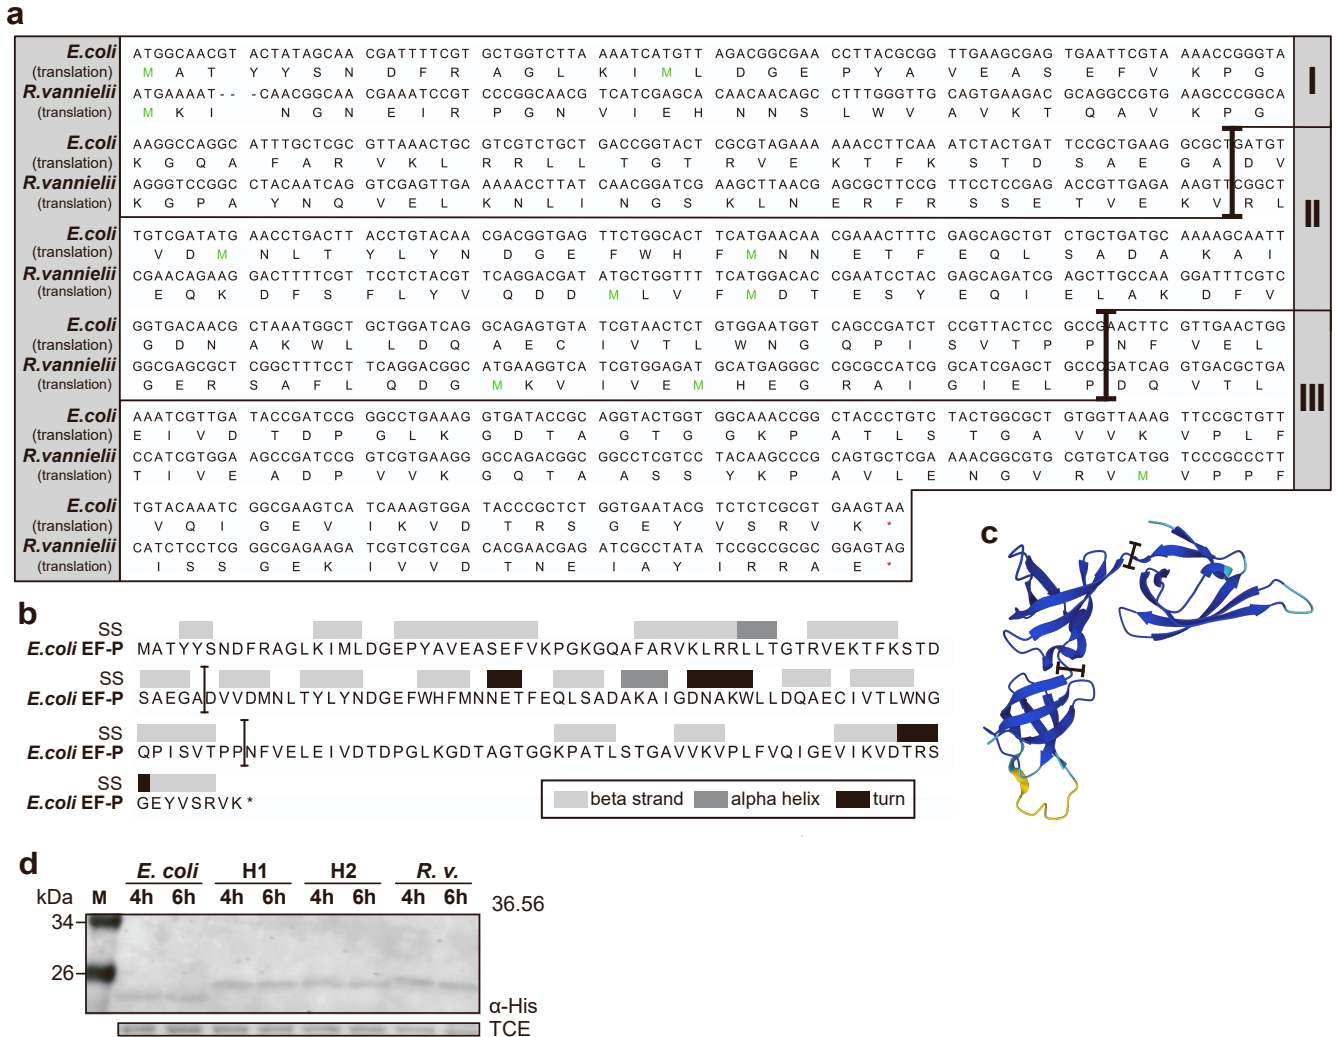 a
E.coli ATGGCAACGT ACTATAGCAA CGATTTTCGT GCTGGTCTTA AAATCATGTT AGACGGCGAA CCTTACGCGG TTGAAGCGAG TGAATTCGTA AAACCGGGTA
(translation) M A T Y Y S N D F R A G L K I M L D G E P Y A V E A S E F V K P G
R.vannielii ATGAAAAT-- -CAACGGCAA CGAAATCCGT CCCGGCAACG TCATCGAGCA CAACAACAGC CTTTGGGTTG CAGTGAAGAC GCAGGCCGTG AAGCCCGGCA
(translation) M K I N G N E I R P G N V I E H N N S L W V A V K T Q A V K P G
I
E.coli AAGGCCAGGC ATTTGCTCGC GTTAAACTGC GTCGTCTGCT GACCGGTACT CGCGTAGAAA AAACCTTCAA ATCTACTGAT TCCGCTGAAG GCGCTGATGT
(translation) K G Q A F A R V K L R R L L T G T R V E K T F K S T D S A E G A D V
R.vannielii AGGGTCCGGC CTACAATCAG GTCGAGTTGA AAAACCTTAT CAACGGATCG AAGCTTAACG AGCGCTTCCG TTCCTCCGAG ACCGTTGAGA AAGTTCGGCT
(translation) K G P A Y N Q V E L K N L I N G S K L N E R F R S S E T V E K V R L
II
E.coli TGTCGATATG AACCTGACTT ACCTGTACAA CGACGGTGAG TTCTGGCACT TCATGAACAA CGAAACTTTC GAGCAGCTGT CTGCTGATGC AAAAGCAATT
(translation) V D M N L T Y L Y N D G E F W H F M N N E T F E Q L S A D A K A I
R.vannielii CGAACAGAAG GACTTTTCGT TCCTCTACGT TCAGGACGAT ATGCTGGTTT TCATGGACAC CGAATCCTAC GAGCAGATCG AGCTTGCCAA GGATTTCGTC
(translation) E Q K D F S F L Y V Q D D M L V F M D T E S Y E Q I E L A K D F V
E.coli GGTGACAACG CTAAATGGCT GCTGGATCAG GCAGAGTGTA TCGTAACTCT GTGGAATGGT CAGCCGATCT CCGTTACTCC GCCGAACTTC GTTGAACTGG
(translation) G D N A K W L L D Q A E C I V T L W N G Q P I S V T P P N F V E L
R.vannielii GGCGAGCGCT CGGCTTTCCT TCAGGACGGC ATGAAGGTCA TCGTGGAGAT GCATGAGGGC CGCGCCATCG GCATCGAGCT GCCCGATCAG GTGACGCTGA
(translation) G E R S A F L Q D G M K V I V E M H E G R A I G I E L P D Q V T L
III
E.coli AAATCGTTGA TACCGATCCG GGCCTGAAAG GTGATACCGC AGGTACTGGT GGCAAACCGG CTACCCTGTC TACTGGCGCT GTGGTTAAAG TTCCGCTGTT
(translation) E I V D T D P G L K G D T A G T G G K P A T L S T G A V V K V P L F
R.vannielii CCATCGTGGA AGCCGATCCG GTCGTGAAGG GCCAGACGGC GGCCTCGTCC TACAAGCCCG CAGTGCTCGA AAACGGCGTG CGTGTCATGG TCCCGCCCTT
(translation) T I V E A D P V V K G Q T A A S S Y K P A V L E N G V R V M V P P F
E.coli TGTACAAATC GGCGAAGTCA TCAAAGTGGA TACCCGCTCT GGTGAATACG TCTCTCGCGT GAAGTAA
(translation) V Q I G E V I K V D T R S G E Y V S R V K *
R.vannielii CATCTCCTCG GGCGAGAAGA TCGTCGTCGA CACGAACGAG ATCGCCTATA TCCGCCGCGC GGAGTAG
(translation) I S S G E K I V V D T N E I A Y I R R A E *
c
b
SS
E.coli EF-P MATYYSNDFRAGLKIMLDGEPYAVEASEFVKPGKGQAFARVKLRRLLTGTRVEKTFKSTD
SS
E.coli EF-P SAEGADVVDMNLTYLYNDGEFWHFMNNETFEQLSADAKAIGDNAKWLLDQAECIVTLWNG
SS
E.coli EF-P QPISVTPPNFVELEIVDTDPGLKGDTAGTGGKPATLSTGAVVKVPLFVQIGEVIKVDTRS
SS
E.coli EF-P GEYVSRVK*
beta strand alpha helix turn
d
E. coli H1 H2 R. v.
kDa M 4h 6h 4h 6h 4h 6h 4h 6h 36.56
34
26
α-His
TCE